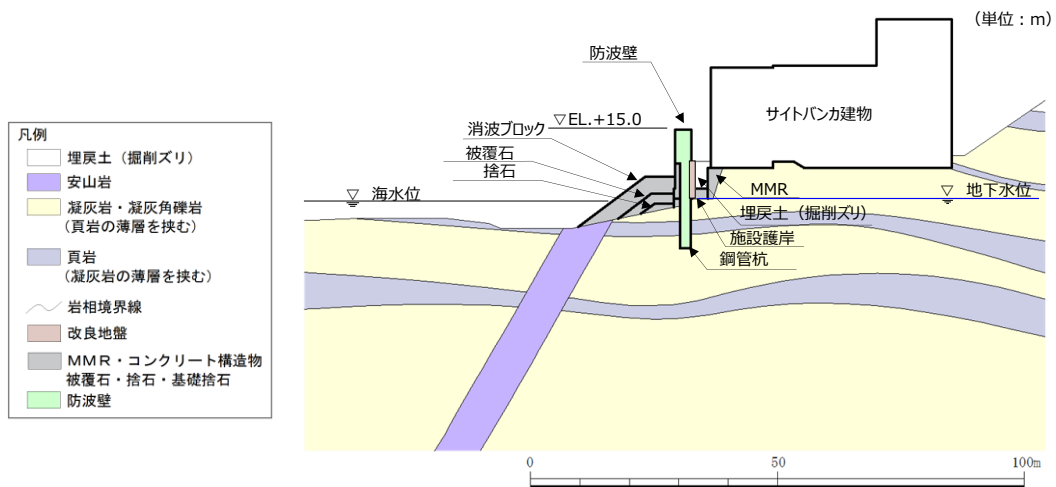 (単位：m)
防波壁
▽EL.+15.0
サイトバンカ建物
消波ブロック
被覆石
捨石
▽ 海水位
MMR
▽ 地下水位
埋戻土（掘削ズリ）
施設護岸
鋼管杭
凡例
埋戻土（掘削ズリ）
安山岩
凝灰岩・凝灰角礫岩
(頁岩の薄層を挟む)
頁岩
(凝灰岩の薄層を挟む)
岩相境界線
改良地盤
ＭＭＲ・コンクリート構造物
被覆石・捨石・基礎捨石
防波壁
0
50
100m